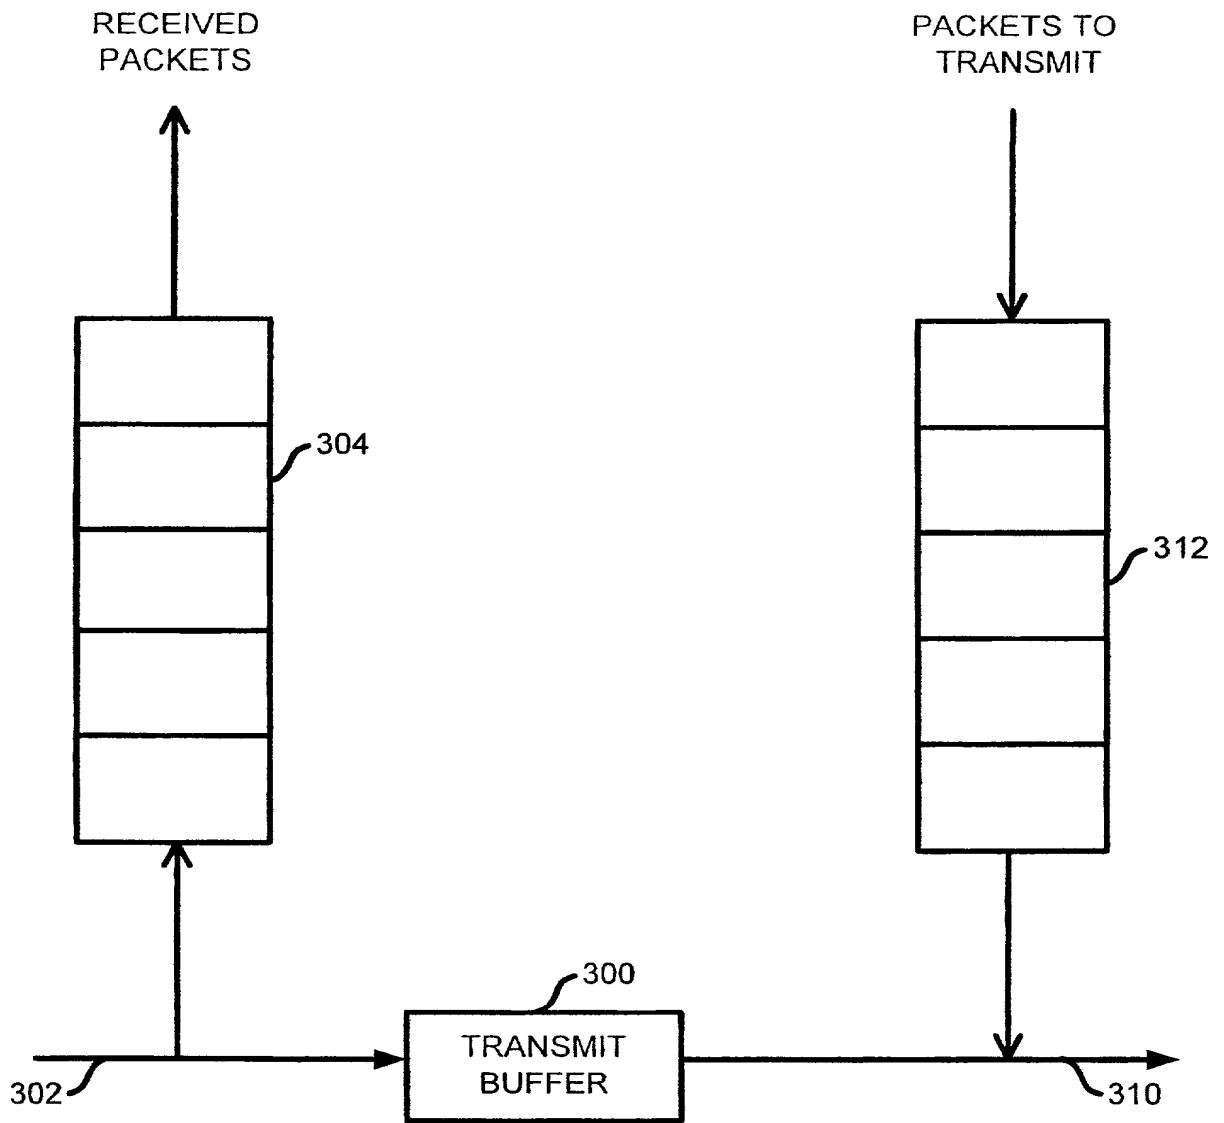 RECEIVED
PACKETS
PACKETS TO
TRANSMIT
304
312
300
TRANSMIT
BUFFER
302
310